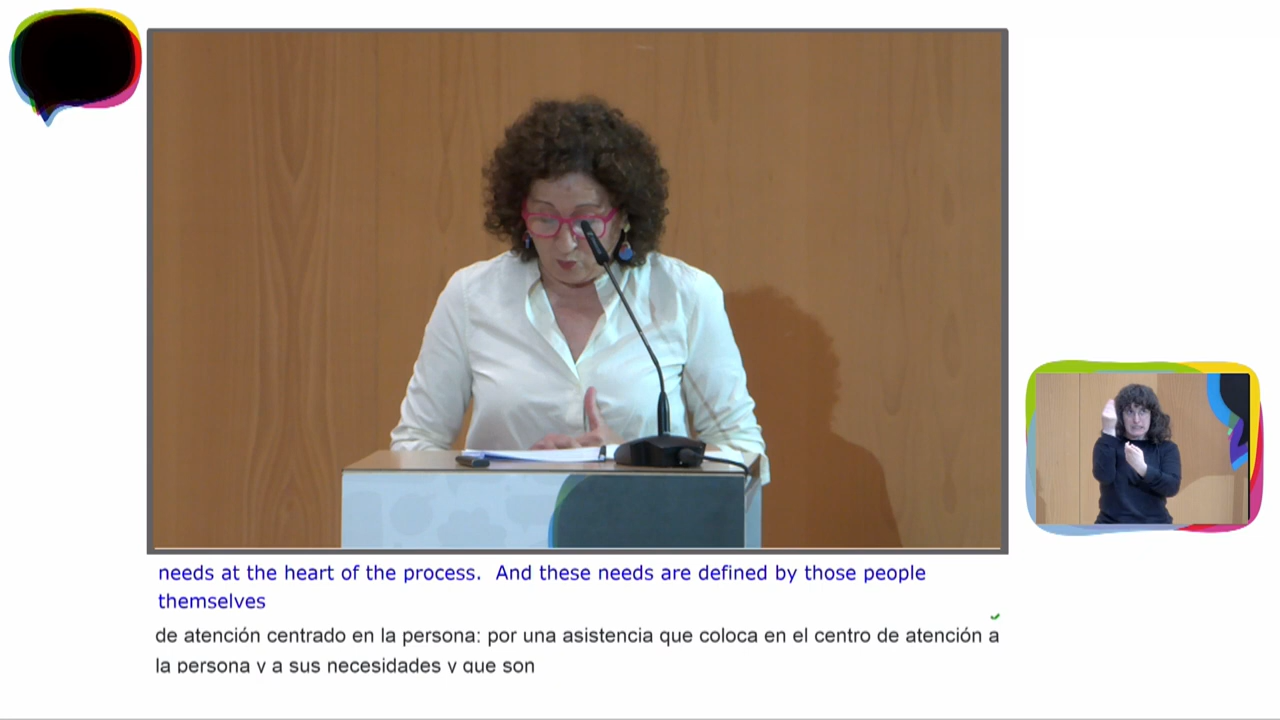 needs at the heart of the process.  And these needs are defined by those people
themselves
de atención centrado en la persona: por una asistencia que coloca en el centro de atención a
la persona y a sus necesidades y que son